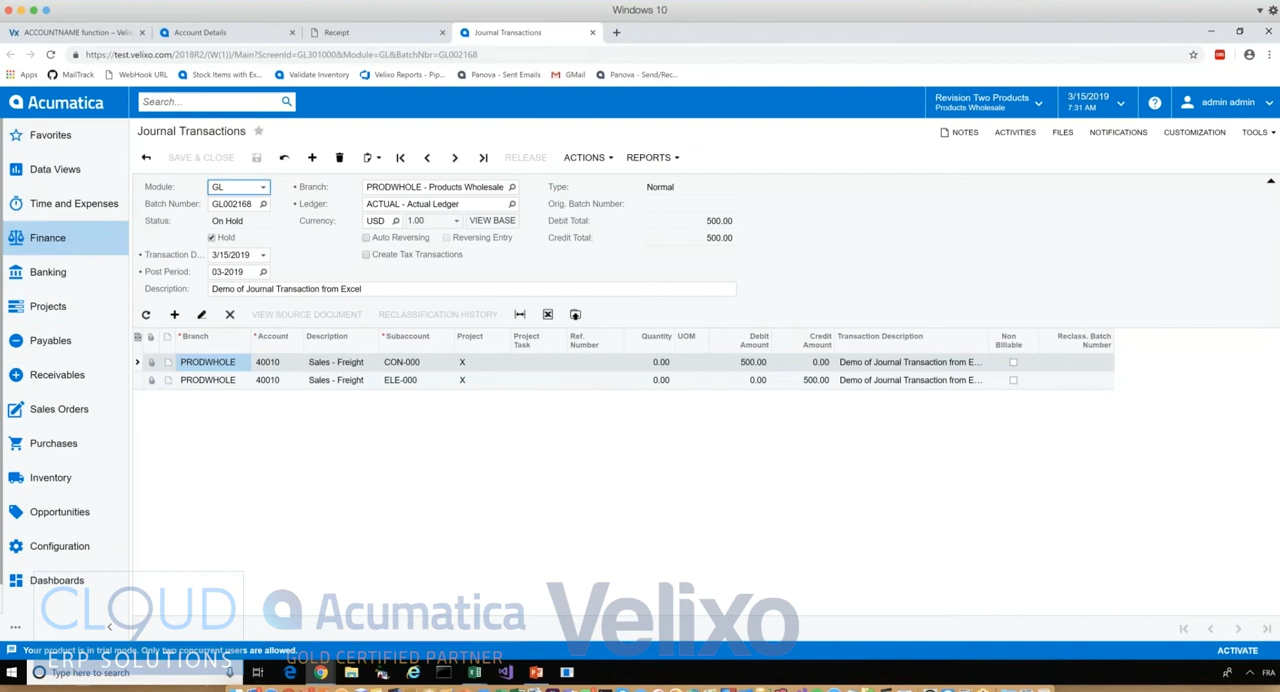 Windows 10
ACCOUNTNAME function – Veli
Account Details
Receipt
Journal Transactions
https://test.velixo.com/2018R2/(W(1))/Main?ScreenId=GL301000&Module=GL&BatchNbr=GL002168
Apps MailTrack WebHook URL Stock Items with Ex... Validate Inventory Velixo Reports - Pip... Panova - Sent Emails GMail Panova - Send/Rec...
Acumatica
Search...
Revision Two Products
Products Wholesale
3/15/2019
7:31 AM
admin admin
Favorites
Data Views
Time and Expenses
Finance
Banking
Projects
Payables
Receivables
Sales Orders
Purchases
Inventory
Opportunities
Configuration
Dashboards
Journal Transactions
NOTES ACTIVITIES FILES NOTIFICATIONS CUSTOMIZATION TOOLS
SAVE & CLOSE RELEASE ACTIONS REPORTS
Module: GL Branch: PRODWHOLE - Products Wholesale Type: Normal
Batch Number: GL002168 Ledger: ACTUAL - Actual Ledger Orig. Batch Number:
Status: On Hold Currency: USD 1.00 VIEW BASE Debit Total: 500.00
Hold Auto Reversing Reversing Entry Credit Total: 500.00
Transaction D... 3/15/2019 Create Tax Transactions
Post Period: 03-2019
Description: Demo of Journal Transaction from Excel
VIEW SOURCE DOCUMENT RECLASSIFICATION HISTORY
*Branch *Account Description *Subaccount Project Project Task Ref. Number Quantity UOM Debit Amount Credit Amount Transaction Description Non Billable Reclass. Batch Number
PRODWHOLE 40010 Sales - Freight CON-000 X 0.00 500.00 0.00 Demo of Journal Transaction from E...
PRODWHOLE 40010 Sales - Freight ELE-000 X 0.00 0.00 500.00 Demo of Journal Transaction from E...
CLOUD 9
ERP SOLUTIONS
Acumatica
GOLD CERTIFIED PARTNER
Velixo
Your product is in trial mode. Only two concurrent users are allowed.
ACTIVATE
Type here to search
FRA